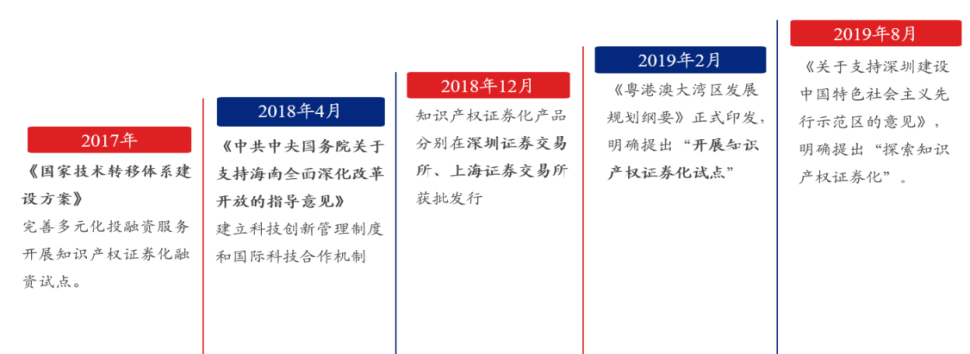 2017年
《国家技术转移体系建
设方案》
完善多元化投融资服务
开展知识产权证券化融
资试点。
2018年4月
《中共中央国务院关于
支持海南全面深化改革
开放的指导意见》
建立科技创新管理制度
和国际科技合作机制
2018年12月
知识产权证券化产品
分别在深圳证券交易
所、上海证券交易所
获批发行
2019年2月
《粤港澳大湾区发展
规划纲要》正式印发，
明确提出“开展知识
产权证券化试点”
2019年8月
《关于支持深圳建设
中国特色社会主义先
行示范区的意见》，
明确提出“探索知识
产权证券化”。